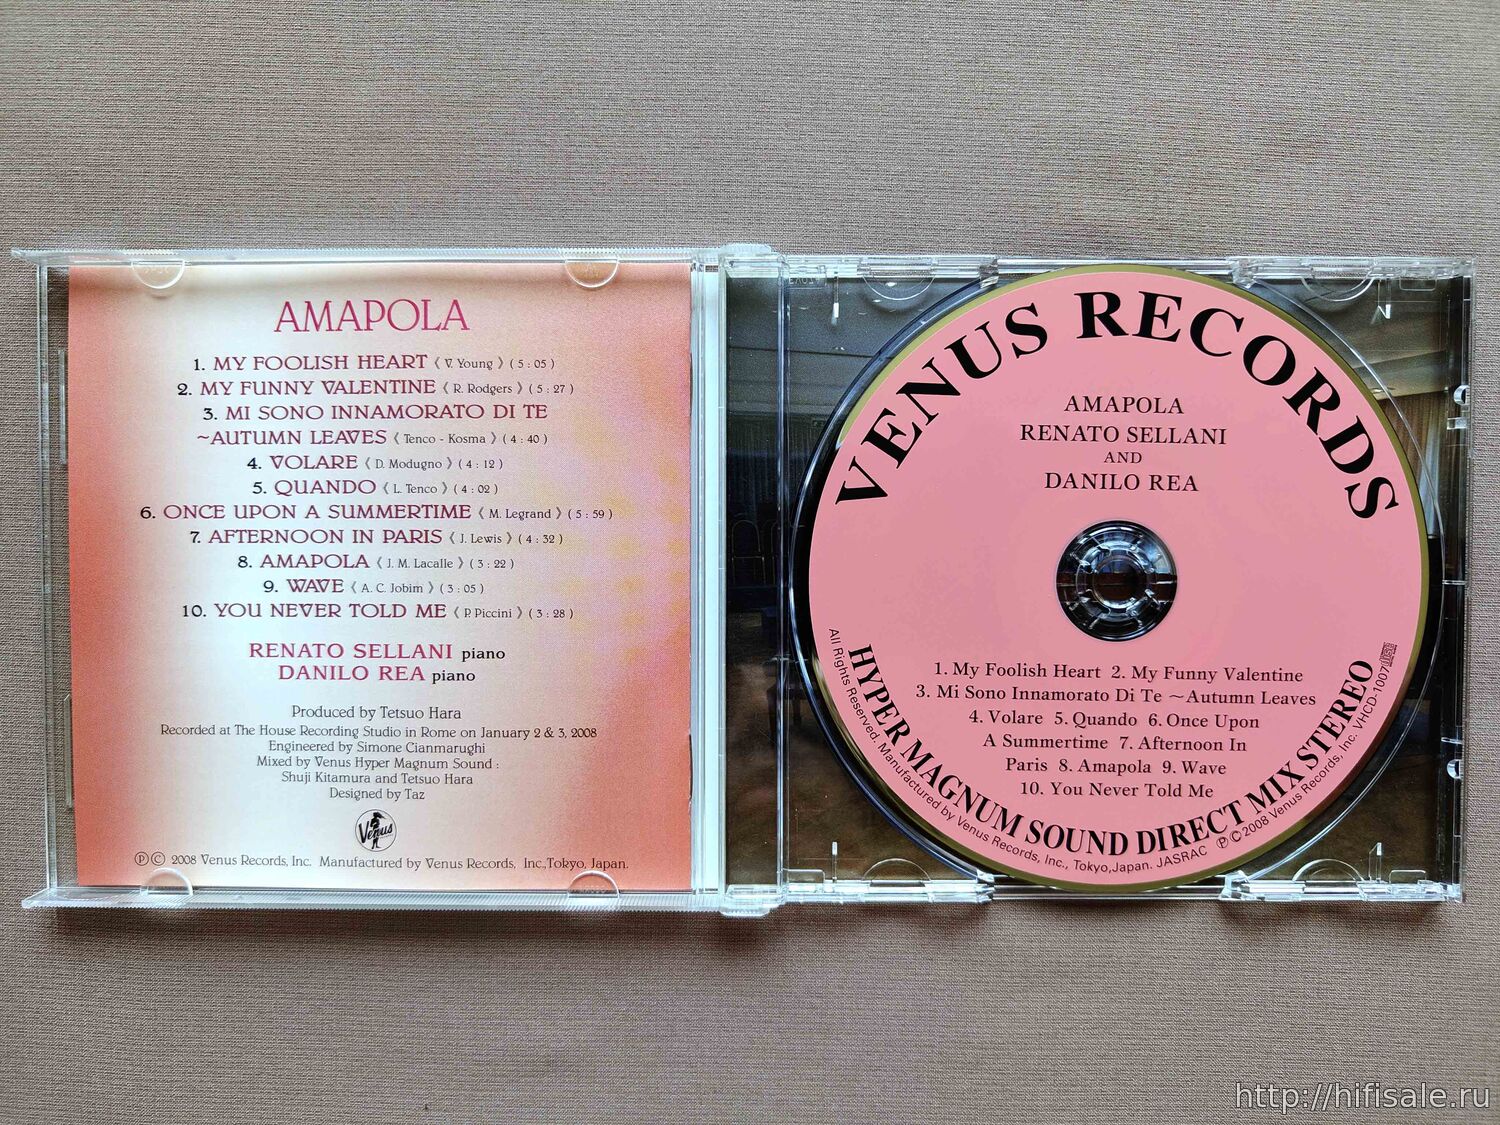 AMAPOLA
1. MY FOOLISH HEART 《 V. Young 》 ( 5 : 05 )
2. MY FUNNY VALENTINE 《 R. Rodgers 》 ( 5 : 27 )
3. MI SONO INNAMORATO DI TE
~AUTUMN LEAVES 《 Tenco - Kosma 》 ( 4 : 40 )
4. VOLARE 《 D. Modugno 》 ( 4 : 12 )
5. QUANDO 《 L. Tenco 》 ( 4 : 02 )
6. ONCE UPON A SUMMERTIME 《 M. Legrand 》 ( 5 : 59 )
7. AFTERNOON IN PARIS 《 J. Lewis 》 ( 4 : 32 )
8. AMAPOLA 《 J. M. Lacalle 》 ( 3 : 22 )
9. WAVE 《 A. C. Jobim 》 ( 3 : 05 )
10. YOU NEVER TOLD ME 《 P. Piccini 》 ( 3 : 28 )
RENATO SELLANI piano
DANILO REA piano
Produced by Tetsuo Hara
Recorded at The House Recording Studio in Rome on January 2 & 3, 2008
Engineered by Simone Cianmarughi
Mixed by Venus Hyper Magnum Sound :
Shuji Kitamura and Tetsuo Hara
Designed by Taz
Venus
Ⓟ Ⓒ 2008 Venus Records, Inc. Manufactured by Venus Records, Inc.,Tokyo, Japan.
VENUS RECORDS
AMAPOLA
RENATO SELLANI
AND
DANILO REA
1. My Foolish Heart 2. My Funny Valentine
3. Mi Sono Innamorato Di Te ~Autumn Leaves
4. Volare 5. Quando 6. Once Upon
A Summertime 7. Afternoon In
Paris 8. Amapola 9. Wave
10. You Never Told Me
HYPER MAGNUM SOUND DIRECT MIX STEREO
All Rights Reserved. Manufactured by Venus Records, Inc., Tokyo,Japan. JASRAC Ⓟ Ⓒ 2008 Venus Records, Inc. VHCD-1007
http://hifisale.ru